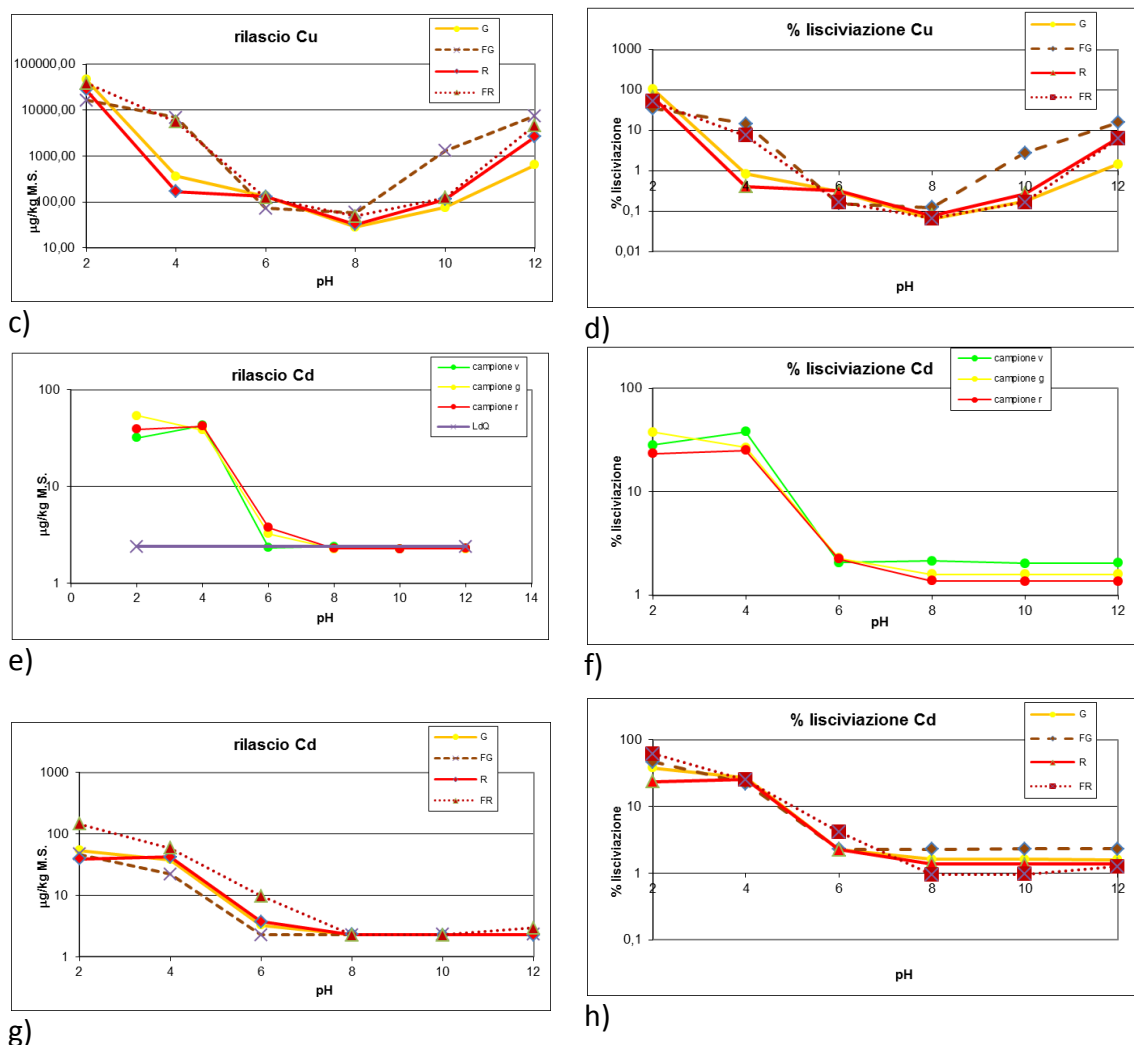 rilascio Cu
G
FG
R
FR
100000,00
10000,00
1000,00
100,00
10,00
µg/kg M.S.
2 4 6 8 10 12
pH
c)
% lisciviazione Cu
G
FG
R
FR
1000
100
10
1
0,1
0,01
% lisciviazione
2 4 6 8 10 12
pH
d)
rilascio Cd
campione v
campione g
campione r
LdQ
100
10
1
µg/kg M.S.
0 2 4 6 8 10 12 14
pH
e)
% lisciviazione Cd
campione v
campione g
campione r
100
10
1
% lisciviazione
2 4 6 8 10 12
pH
f)
rilascio Cd
G
FG
R
FR
1000
100
10
1
µg/kg M.S.
2 4 6 8 10 12
pH
g)
% lisciviazione Cd
G
FG
R
FR
100
10
1
0,1
% lisciviazione
2 4 6 8 10 12
pH
h)